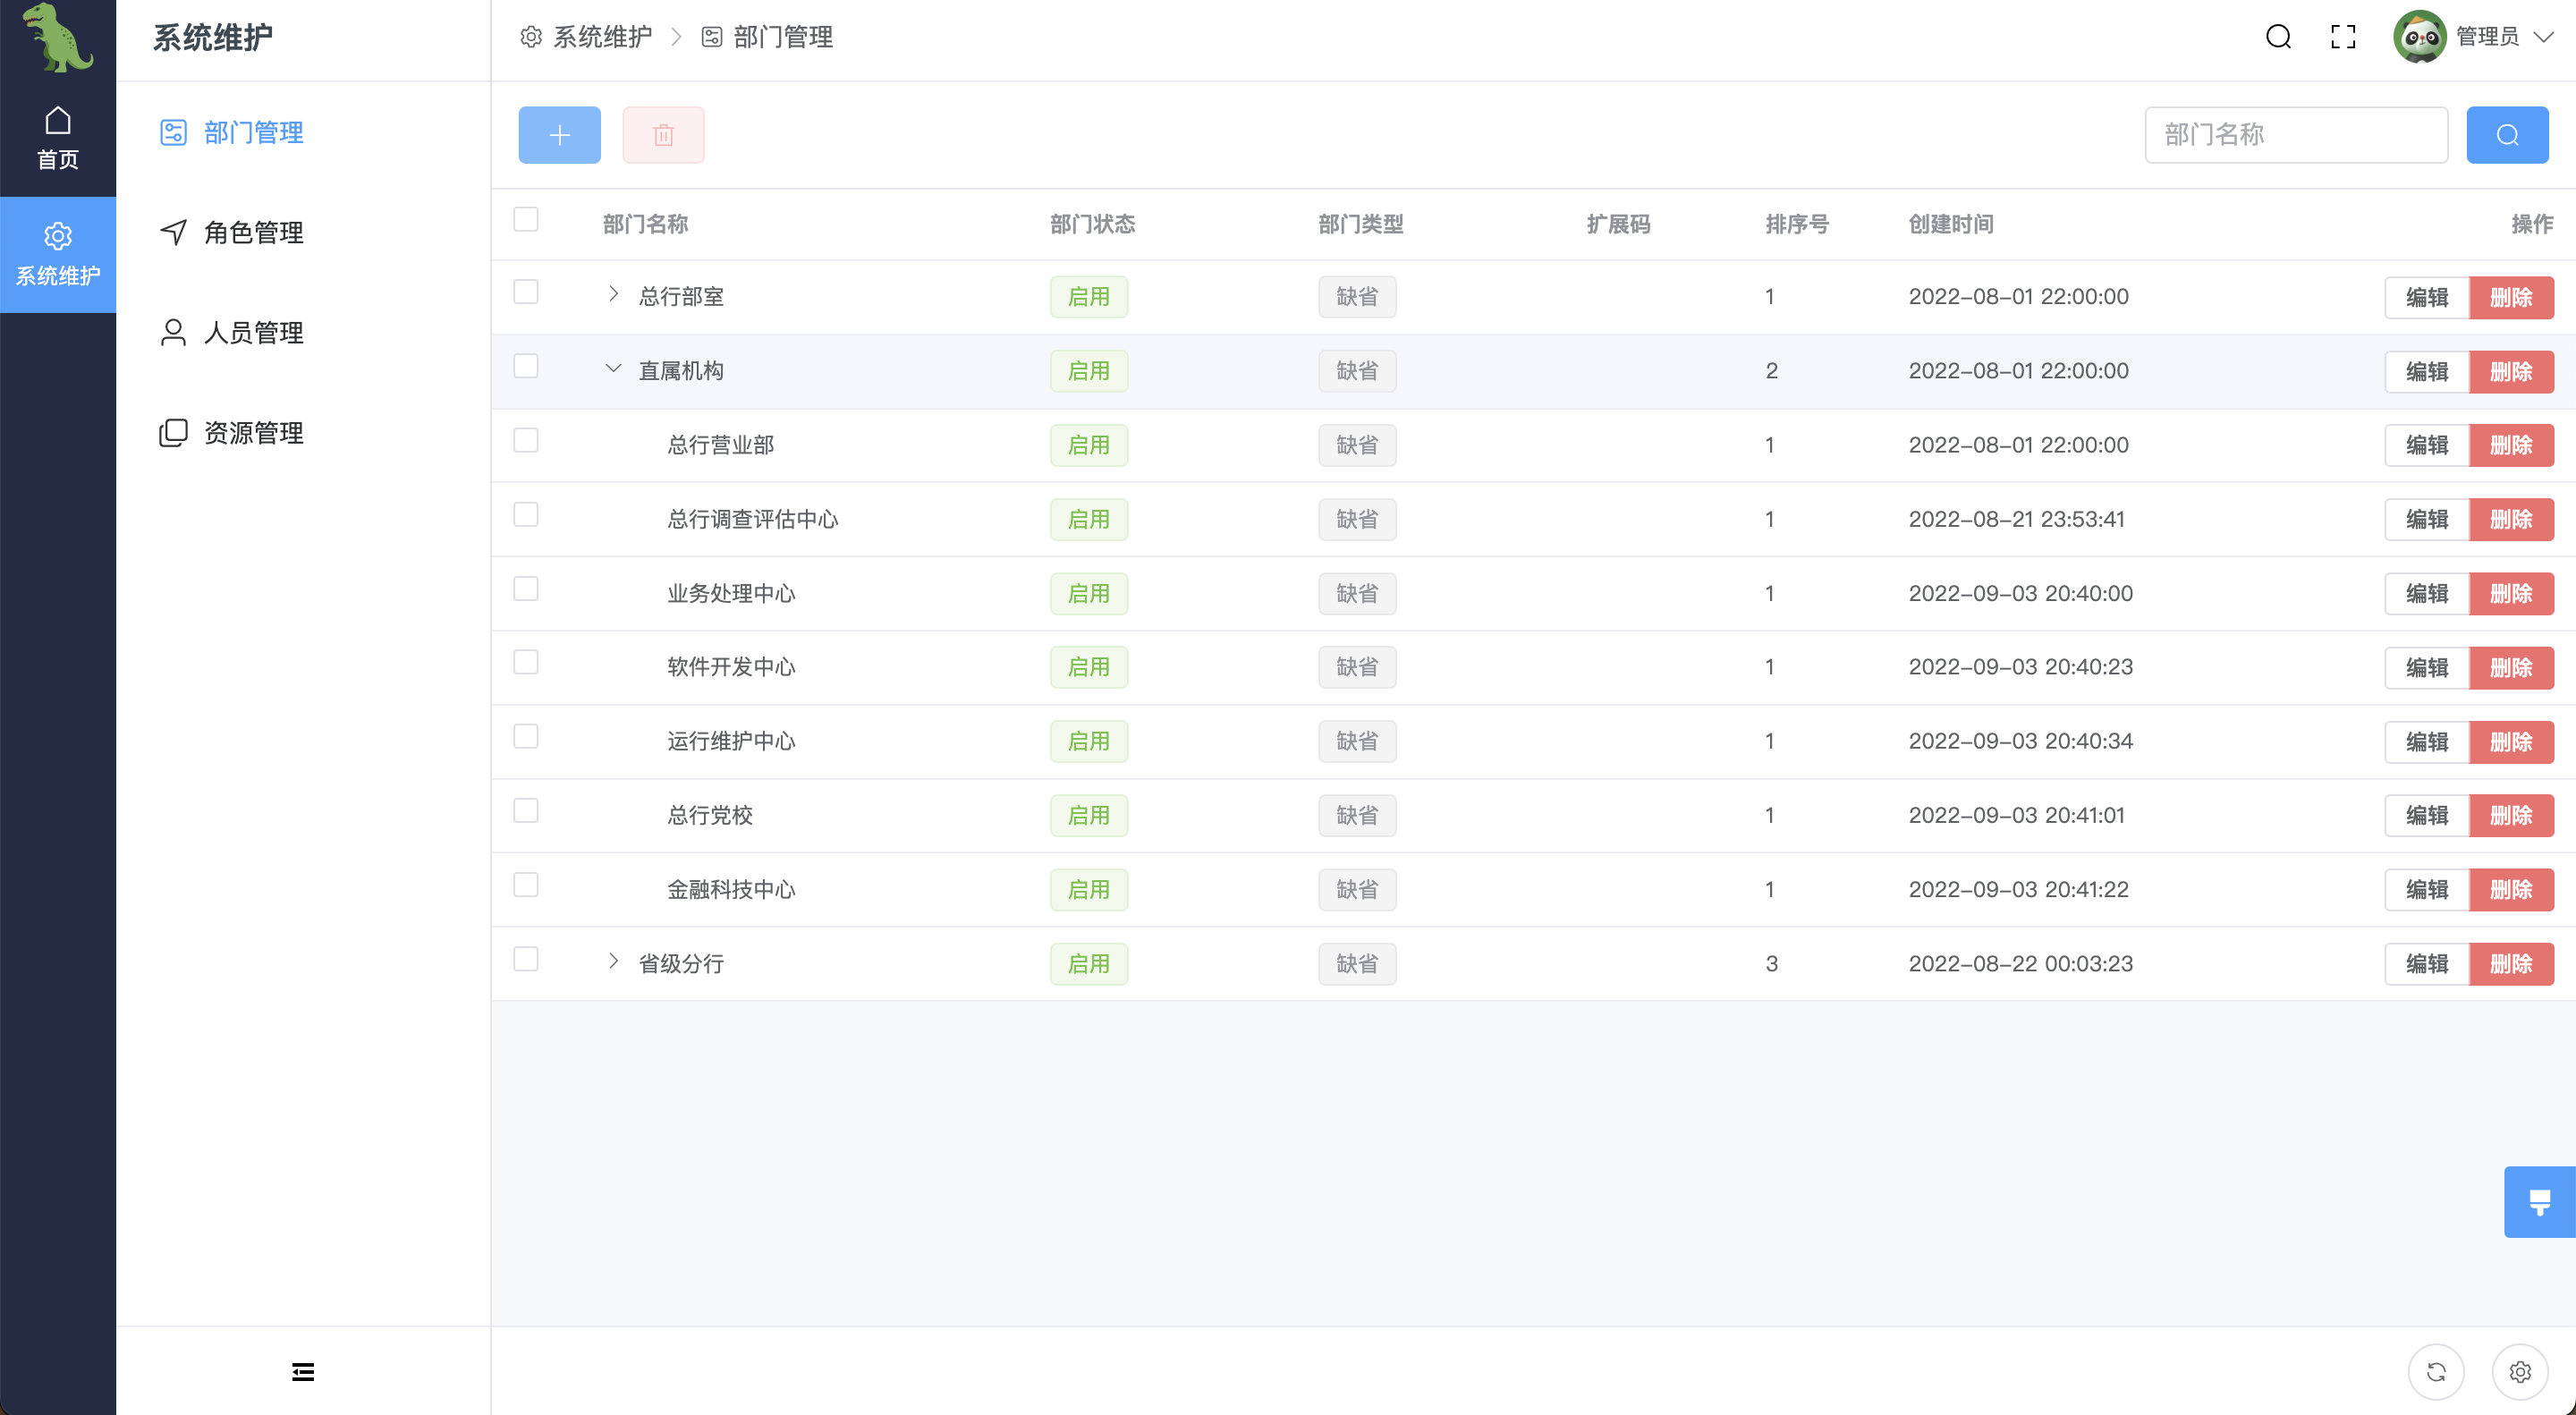 系统维护
系统维护 部门管理
管理员
首页
系统维护
部门管理
角色管理
人员管理
资源管理
部门名称
部门名称 部门状态 部门类型 扩展码 排序号 创建时间 操作
总行部室 启用 缺省 1 2022-08-01 22:00:00 编辑 删除
直属机构 启用 缺省 2 2022-08-01 22:00:00 编辑 删除
总行营业部 启用 缺省 1 2022-08-01 22:00:00 编辑 删除
总行调查评估中心 启用 缺省 1 2022-08-21 23:53:41 编辑 删除
业务处理中心 启用 缺省 1 2022-09-03 20:40:00 编辑 删除
软件开发中心 启用 缺省 1 2022-09-03 20:40:23 编辑 删除
运行维护中心 启用 缺省 1 2022-09-03 20:40:34 编辑 删除
总行党校 启用 缺省 1 2022-09-03 20:41:01 编辑 删除
金融科技中心 启用 缺省 1 2022-09-03 20:41:22 编辑 删除
省级分行 启用 缺省 3 2022-08-22 00:03:23 编辑 删除